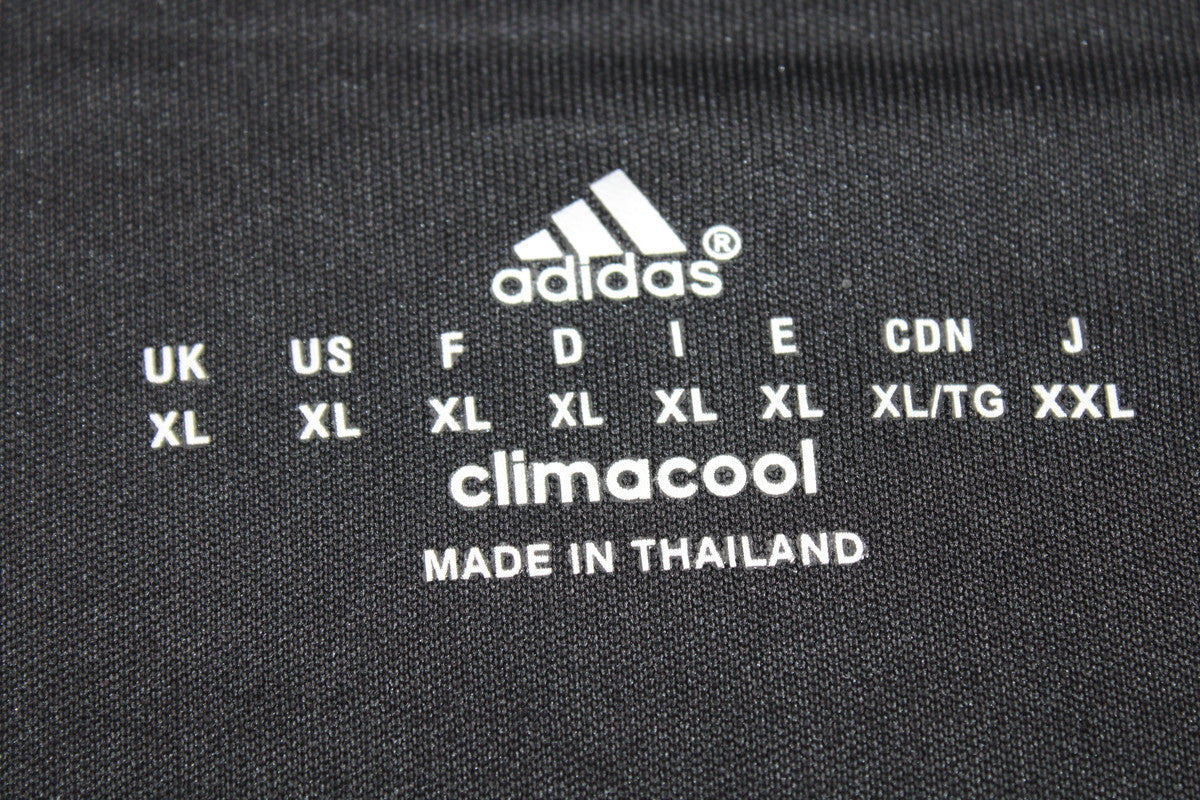 adidas®
UK US F D I E CDN J
XL XL XL XL XL XL XL/TG XXL
climacool
MADE IN THAILAND